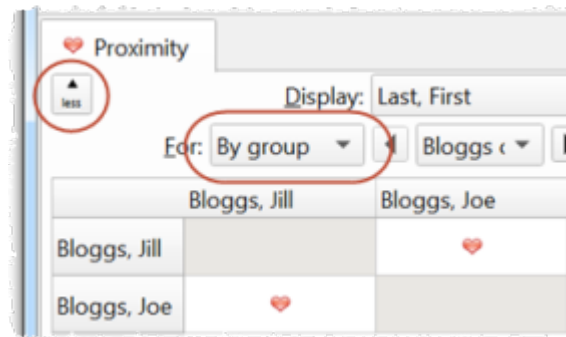 Proximity
less
Display: Last, First
For: By group Bloggs
Bloggs, Jill Bloggs, Joe
Bloggs, Jill
Bloggs, Joe